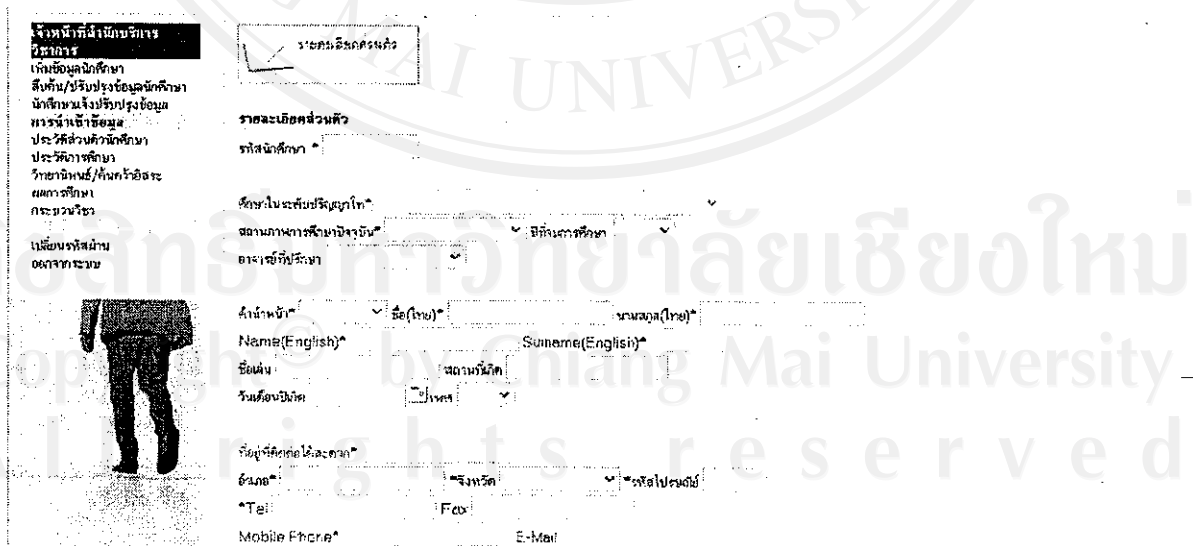 เจ้าหน้าที่สำนักบริการ
วิชาการ
เพิ่มข้อมูลนักศึกษา
สืบค้น/ปรับปรุงข้อมูลนักศึกษา
นักศึกษาแจ้งปรับปรุงข้อมูล
การนำเข้าข้อมูล
ประวัติส่วนตัวนักศึกษา
ประวัติการศึกษา
วิทยานิพนธ์/ค้นคว้าอิสระ
ผลการศึกษา
กระบวนวิชา
เปลี่ยนรหัสผ่าน
ออกจากระบบ
รายละเอียดส่วนตัว
รายละเอียดส่วนตัว
รหัสนักศึกษา *
ศึกษาในระดับปริญญาโท*
สถานภาพการศึกษาปัจจุบัน* ปีที่จบการศึกษา
อาจารย์ที่ปรึกษา
คำนำหน้า* ชื่อ(ไทย)* นามสกุล(ไทย)*
Name(English)* Surname(English)*
ชื่อเล่น สถานที่เกิด
วันเดือนปีเกิด เพศ
ที่อยู่ที่ติดต่อได้สะดวก*
อำเภอ* *จังหวัด *รหัสไปรษณีย์
*Tel Fax
Mobile Phone* E-Mail
MAI UNIVERS
ลิขสิทธิ์มหาวิทยาลัยเชียงใหม่
Copyright © by Chiang Mai University
All rights reserved